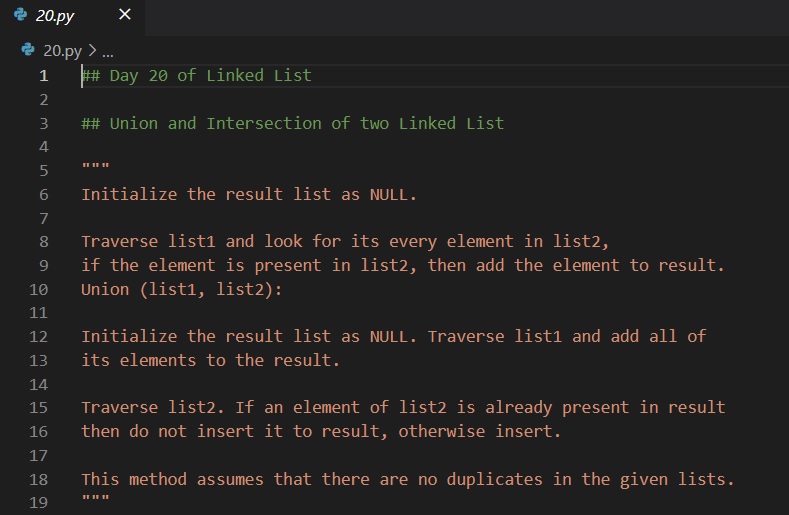 20.py ×
20.py > ...
1 ## Day 20 of Linked List
2
3 ## Union and Intersection of two Linked List
4
5 """
6 Initialize the result list as NULL.
7
8 Traverse list1 and look for its every element in list2,
9 if the element is present in list2, then add the element to result.
10 Union (list1, list2):
11
12 Initialize the result list as NULL. Traverse list1 and add all of
13 its elements to the result.
14
15 Traverse list2. If an element of list2 is already present in result
16 then do not insert it to result, otherwise insert.
17
18 This method assumes that there are no duplicates in the given lists.
19 """